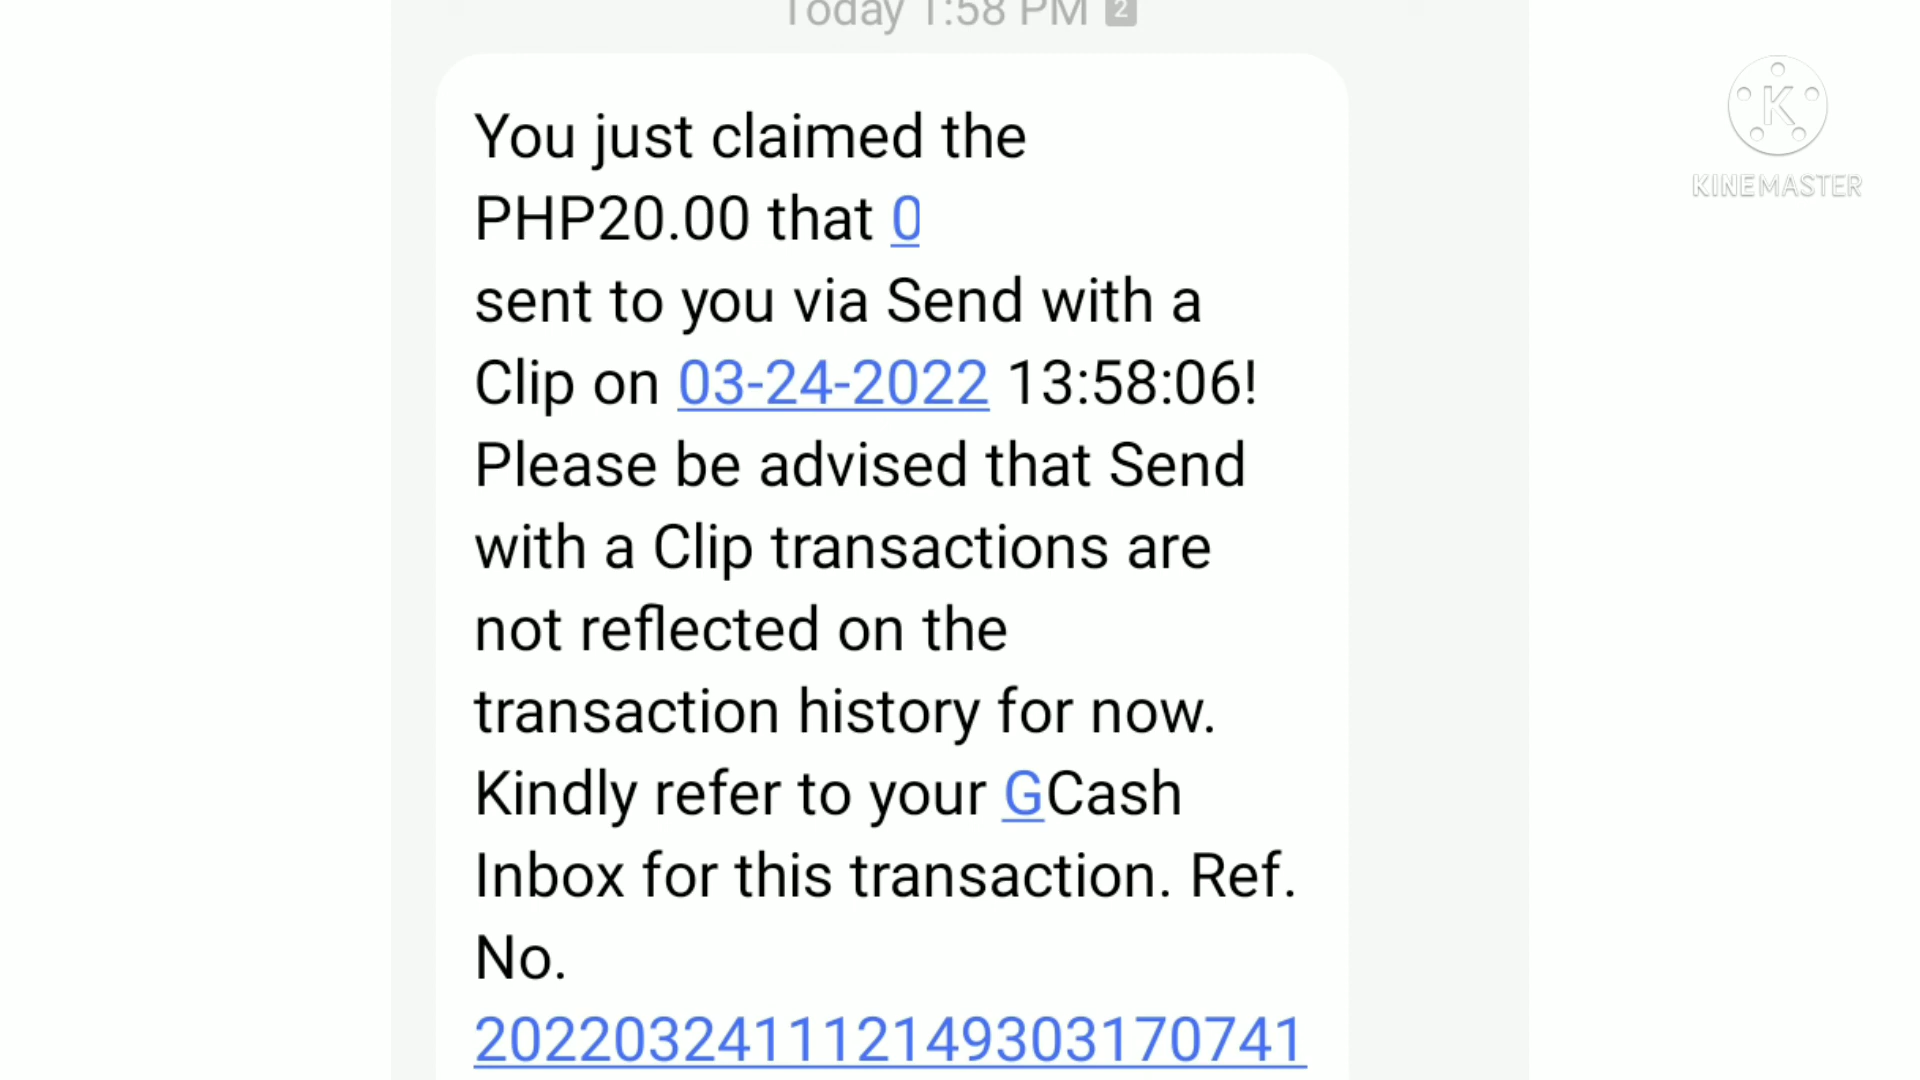 Today 1:58 PM 2
You just claimed the
PHP20.00 that 0
sent to you via Send with a
Clip on 03-24-2022 13:58:06!
Please be advised that Send
with a Clip transactions are
not reflected on the
transaction history for now.
Kindly refer to your GCash
Inbox for this transaction. Ref.
No.
202203241112149303170741
K
KINEMASTER